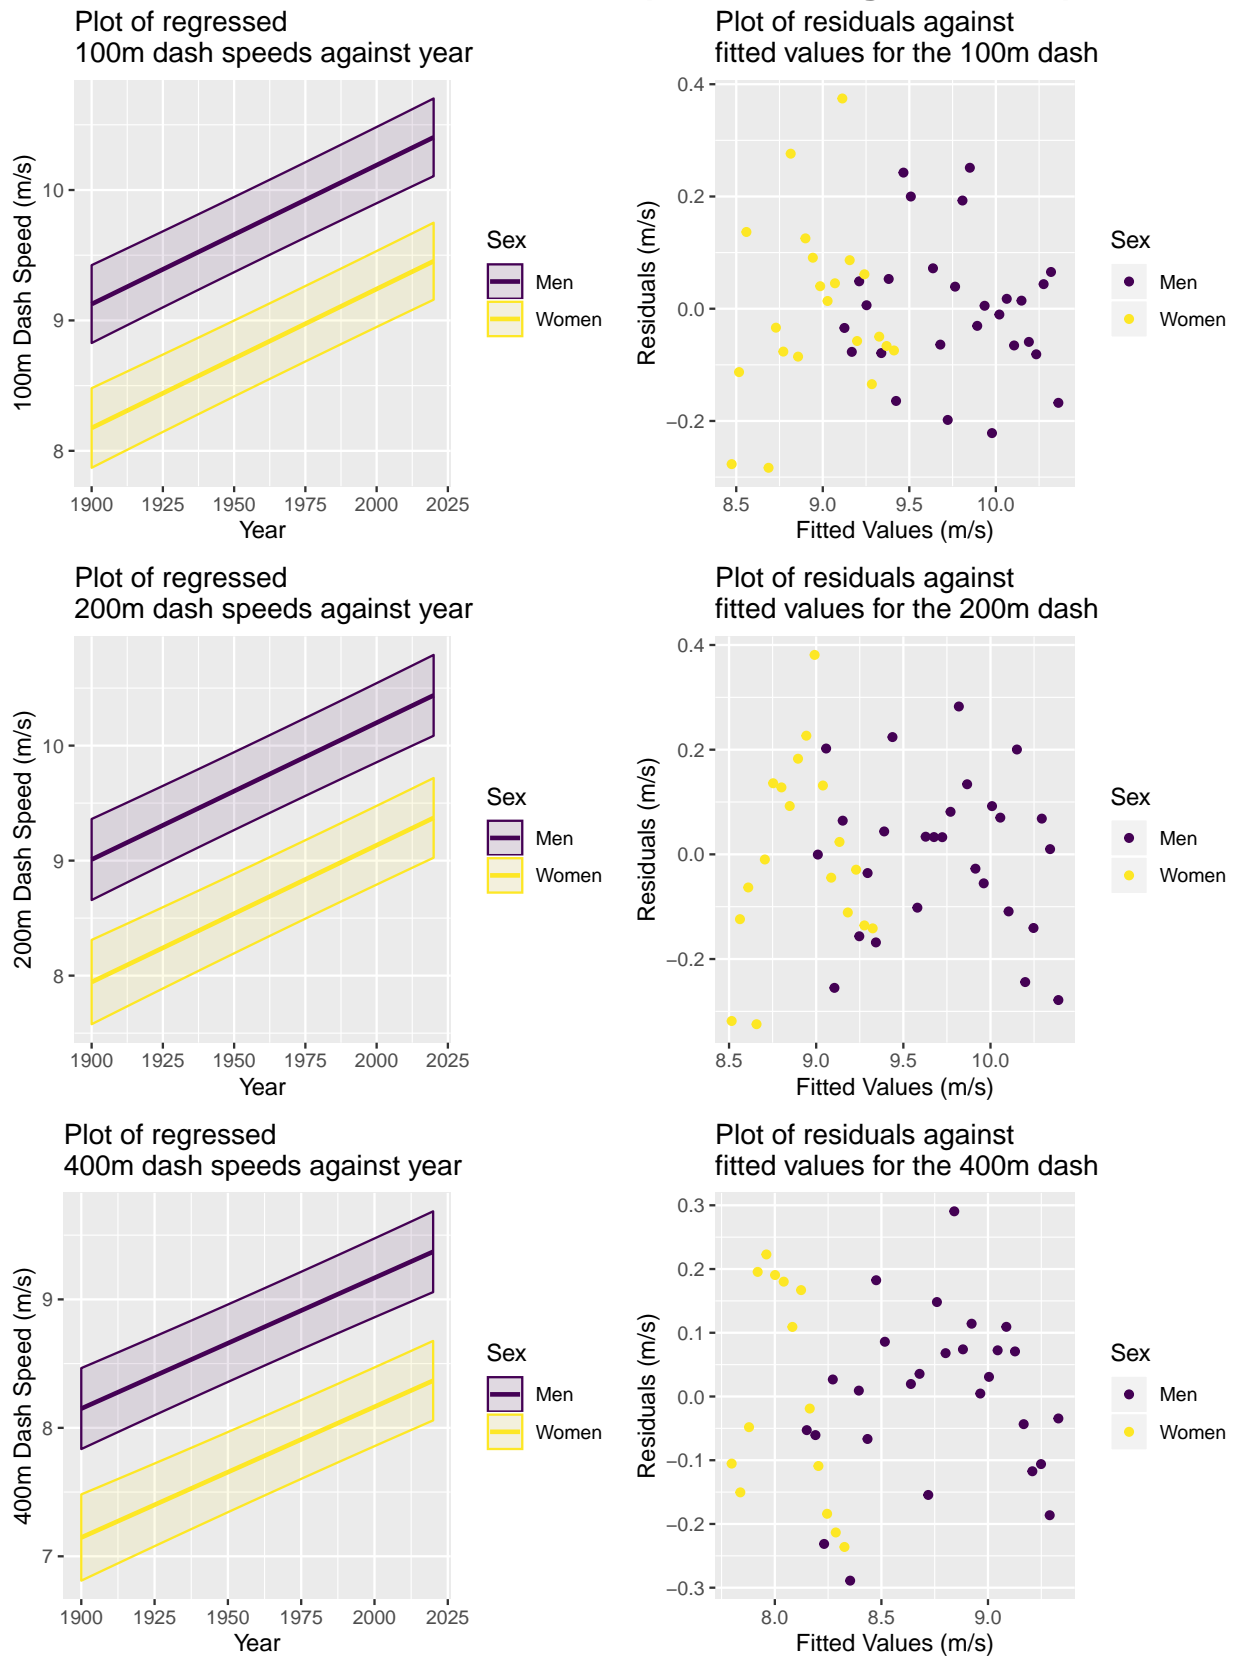 Plot of regressed
100m dash speeds against year
100m Dash Speed (m/s)
10
9
8
1900 1925 1950 1975 2000 2025
Year
Sex
Men
Women
Plot of residuals against
fitted values for the 100m dash
Residuals (m/s)
0.4
0.2
0.0
−0.2
8.5 9.0 9.5 10.0
Fitted Values (m/s)
Sex
Men
Women
Plot of regressed
200m dash speeds against year
200m Dash Speed (m/s)
10
9
8
1900 1925 1950 1975 2000 2025
Year
Sex
Men
Women
Plot of residuals against
fitted values for the 200m dash
Residuals (m/s)
0.4
0.2
0.0
−0.2
8.5 9.0 9.5 10.0
Fitted Values (m/s)
Sex
Men
Women
Plot of regressed
400m dash speeds against year
400m Dash Speed (m/s)
9
8
7
1900 1925 1950 1975 2000 2025
Year
Sex
Men
Women
Plot of residuals against
fitted values for the 400m dash
Residuals (m/s)
0.3
0.2
0.1
0.0
−0.1
−0.2
−0.3
8.0 8.5 9.0
Fitted Values (m/s)
Sex
Men
Women